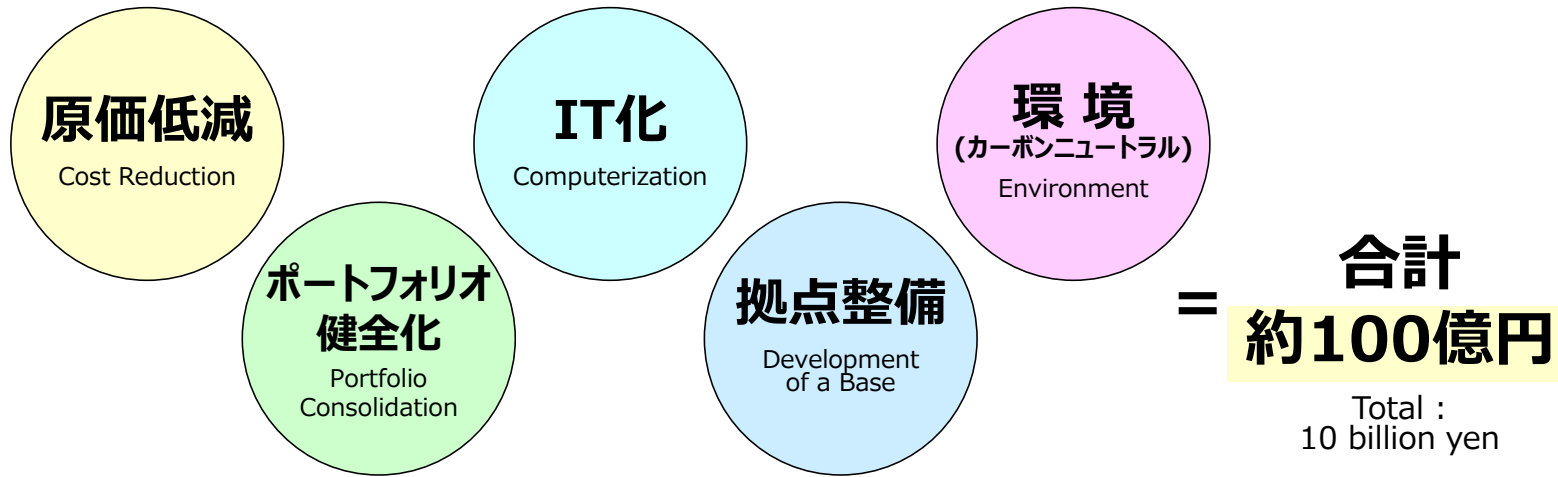 原価低減
Cost Reduction
ポートフォリオ
健全化
Portfolio
Consolidation
IT化
Computerization
拠点整備
Development
of a Base
環 境
(カーボンニュートラル)
Environment
=
合計
約100億円
Total :
10 billion yen